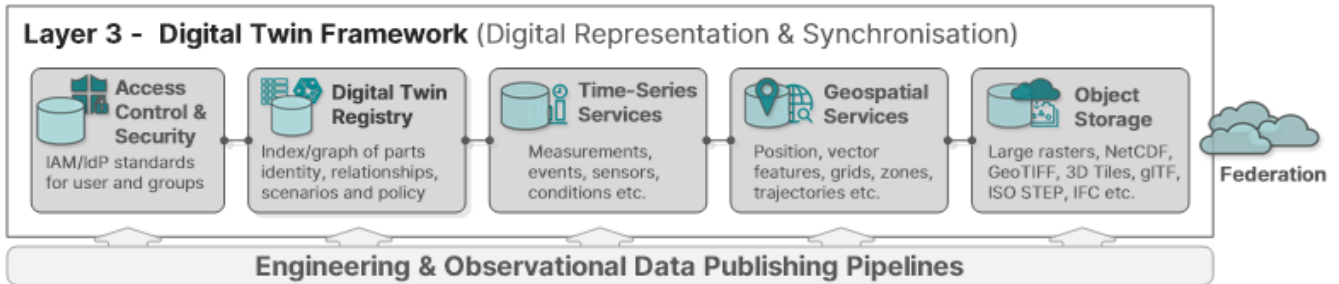 Layer 3 - Digital Twin Framework (Digital Representation & Synchronisation)
Access
Control &
Security
IAM/IdP standards
for user and groups
Digital Twin
Registry
Index/graph of parts
identity, relationships,
scenarios and policy
Time-Series
Services
Measurements,
events, sensors,
conditions etc.
Geospatial
Services
Position, vector
features, grids, zones,
trajectories etc.
Object
Storage
Large rasters, NetCDF,
GeoTIFF, 3D Tiles, glTF,
ISO STEP, IFC etc.
Federation
Engineering & Observational Data Publishing Pipelines